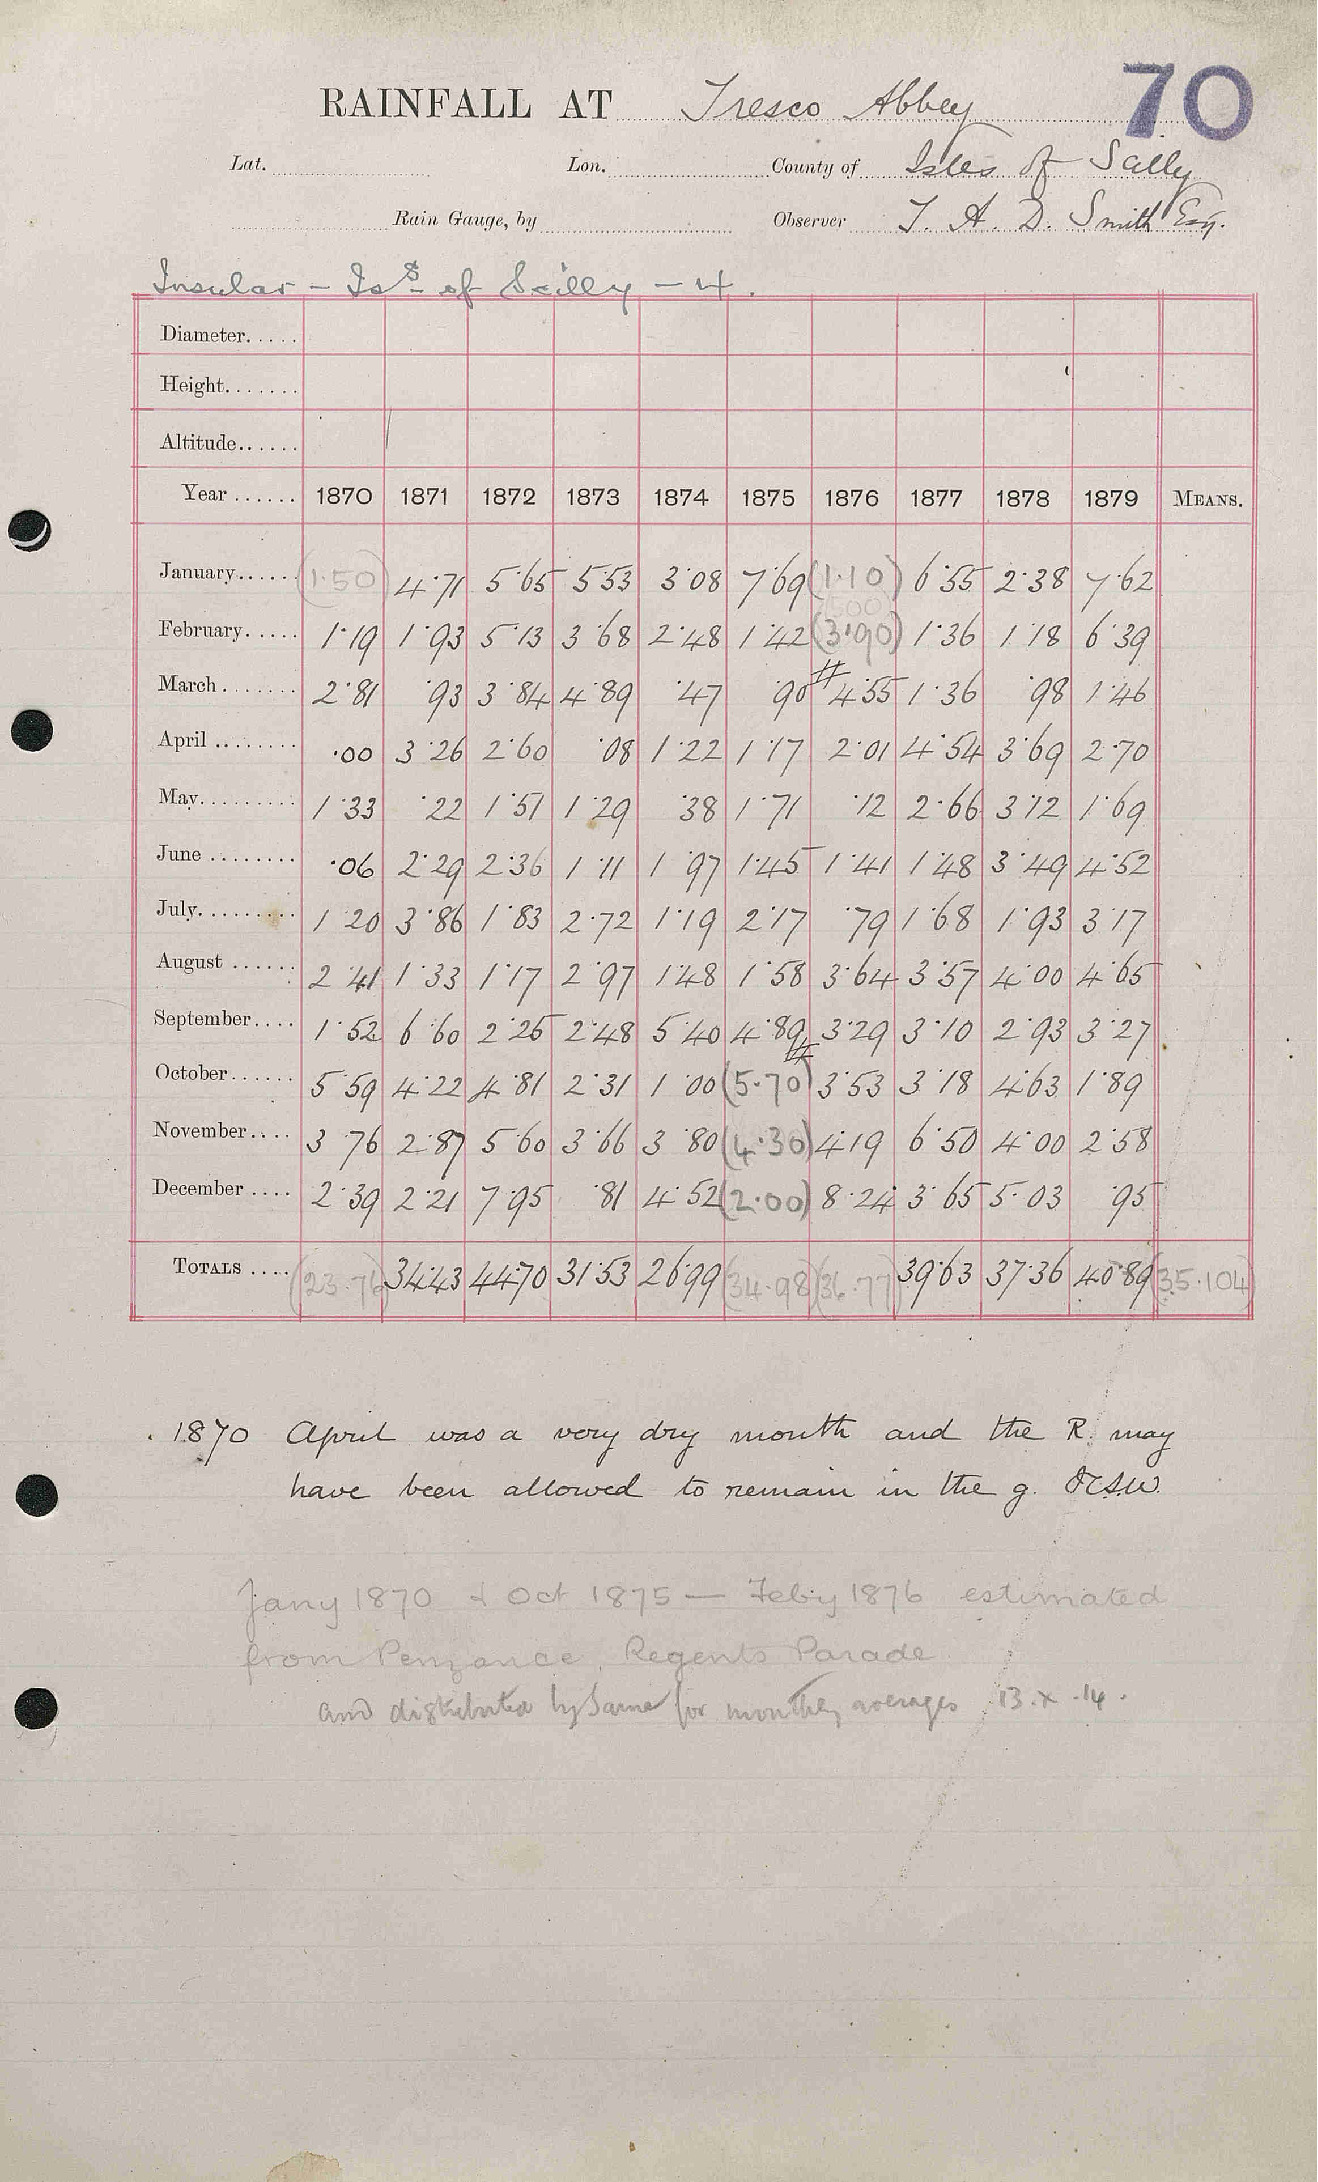 70
RAINFALL AT Tresco Abbey
Lat. Lon. County of Isles of Scilly
Rain Gauge, by Observer T. A. D. Smith Esq.
Insular – Is<sup>s</sup> of Scilly – 4.
Diameter.....
Height.......
Altitude......
Year ...... 1870 1871 1872 1873 1874 1875 1876 1877 1878 1879 MEANS.
January...... (1·50) 4·71 5·65 5·53 3·08 7·69 (1·10) 6·55 2·38 7·62
500
February..... 1·19 1·93 5·13 3·68 2·48 1·42 (3·90) 1·36 1·18 6·39
March ....... 2·81 ·93 3·84 4·89 ·47 ·90 # 4·55 1·36 ·98 1·46
April ........ ·00 3·26 2·60 ·08 1·22 1·17 2·01 4·54 3·69 2·70
May......... 1·33 ·22 1·51 1·29 ·38 1·71 ·12 2·66 3·12 1·69
June ........ ·06 2·29 2·36 1·11 1·97 1·45 1·41 1·48 3·49 4·52
July......... 1·20 3·86 1·83 2·72 1·19 2·17 ·79 1·68 1·93 3·17
August ...... 2·41 1·33 1·17 2·97 1·48 1·58 3·64 3·57 4·00 4·65
September.... 1·52 6·60 2·25 2·48 5·40 4·89 # 3·29 3·10 2·93 3·27
October...... 5·59 4·22 4·81 2·31 1·00 (5·70) 3·53 3·18 4·63 1·89
November.... 3·76 2·87 5·60 3·66 3·80 (4·30) 4·19 6·50 4·00 2·58
December .... 2·39 2·21 7·95 ·81 4·52 (2·00) 8·24 3·65 5·03 ·95
TOTALS .... (23·76) 34·43 44·70 31·53 26·99 (34·98) (36·77) 39·63 37·36 40·89 (35·104)
1870 April was a very dry month and the R. may
have been allowed to remain in the g.
Jany 1870 & Oct 1875 — Feby 1876 estimated
from Penzance, Regents Parade
and distributed by same for monthly averages 13.x.14.